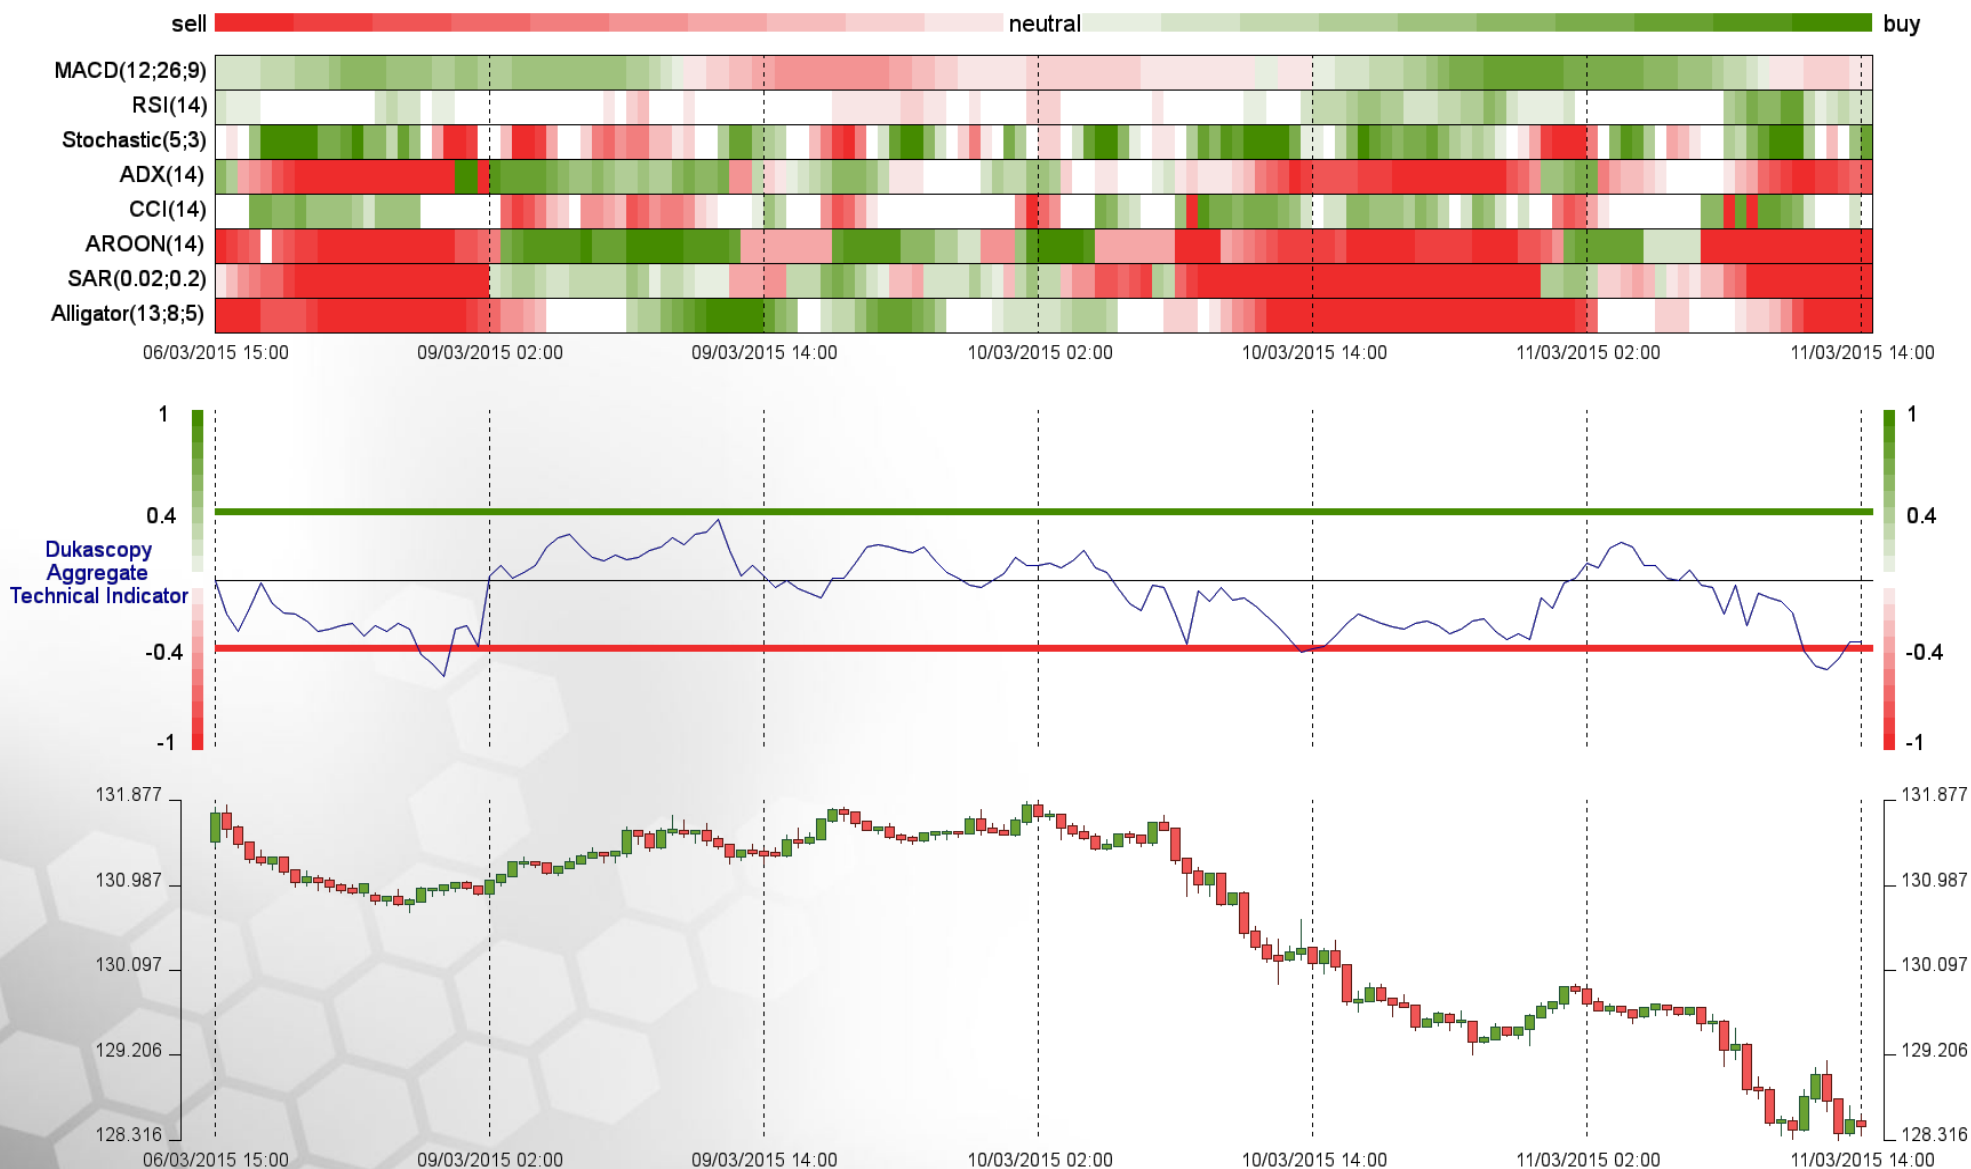 sell neutral buy
MACD(12;26;9)
RSI(14)
Stochastic(5;3)
ADX(14)
CCI(14)
AROON(14)
SAR(0.02;0.2)
Alligator(13;8;5)
06/03/2015 15:00 09/03/2015 02:00 09/03/2015 14:00 10/03/2015 02:00 10/03/2015 14:00 11/03/2015 02:00 11/03/2015 14:00
1 1
0.4 0.4
Dukascopy
Aggregate
Technical Indicator
-0.4 -0.4
-1 -1
131.877 131.877
130.987 130.987
130.097 130.097
129.206 129.206
128.316 128.316
06/03/2015 15:00 09/03/2015 02:00 09/03/2015 14:00 10/03/2015 02:00 10/03/2015 14:00 11/03/2015 02:00 11/03/2015 14:00